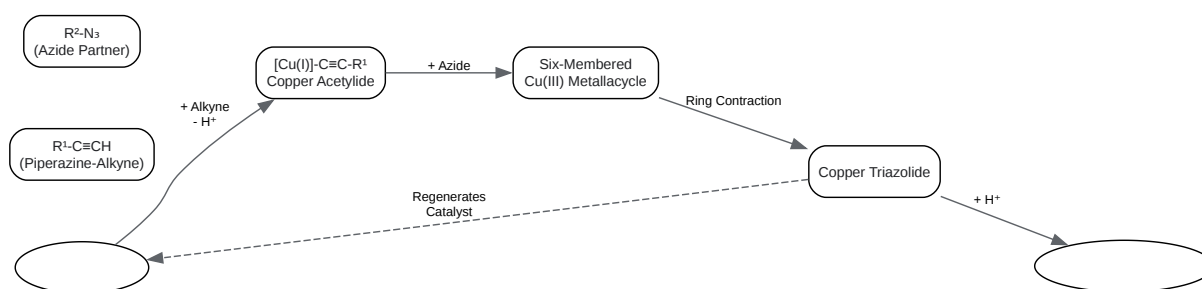 R²-N₃
(Azide Partner)
R¹-C≡CH
(Piperazine-Alkyne)
+ Alkyne
- H⁺
[Cu(I)]-C≡C-R¹
Copper Acetylide
+ Azide
Six-Membered
Cu(III) Metallacycle
Ring Contraction
Copper Triazolide
Regenerates
Catalyst
+ H⁺